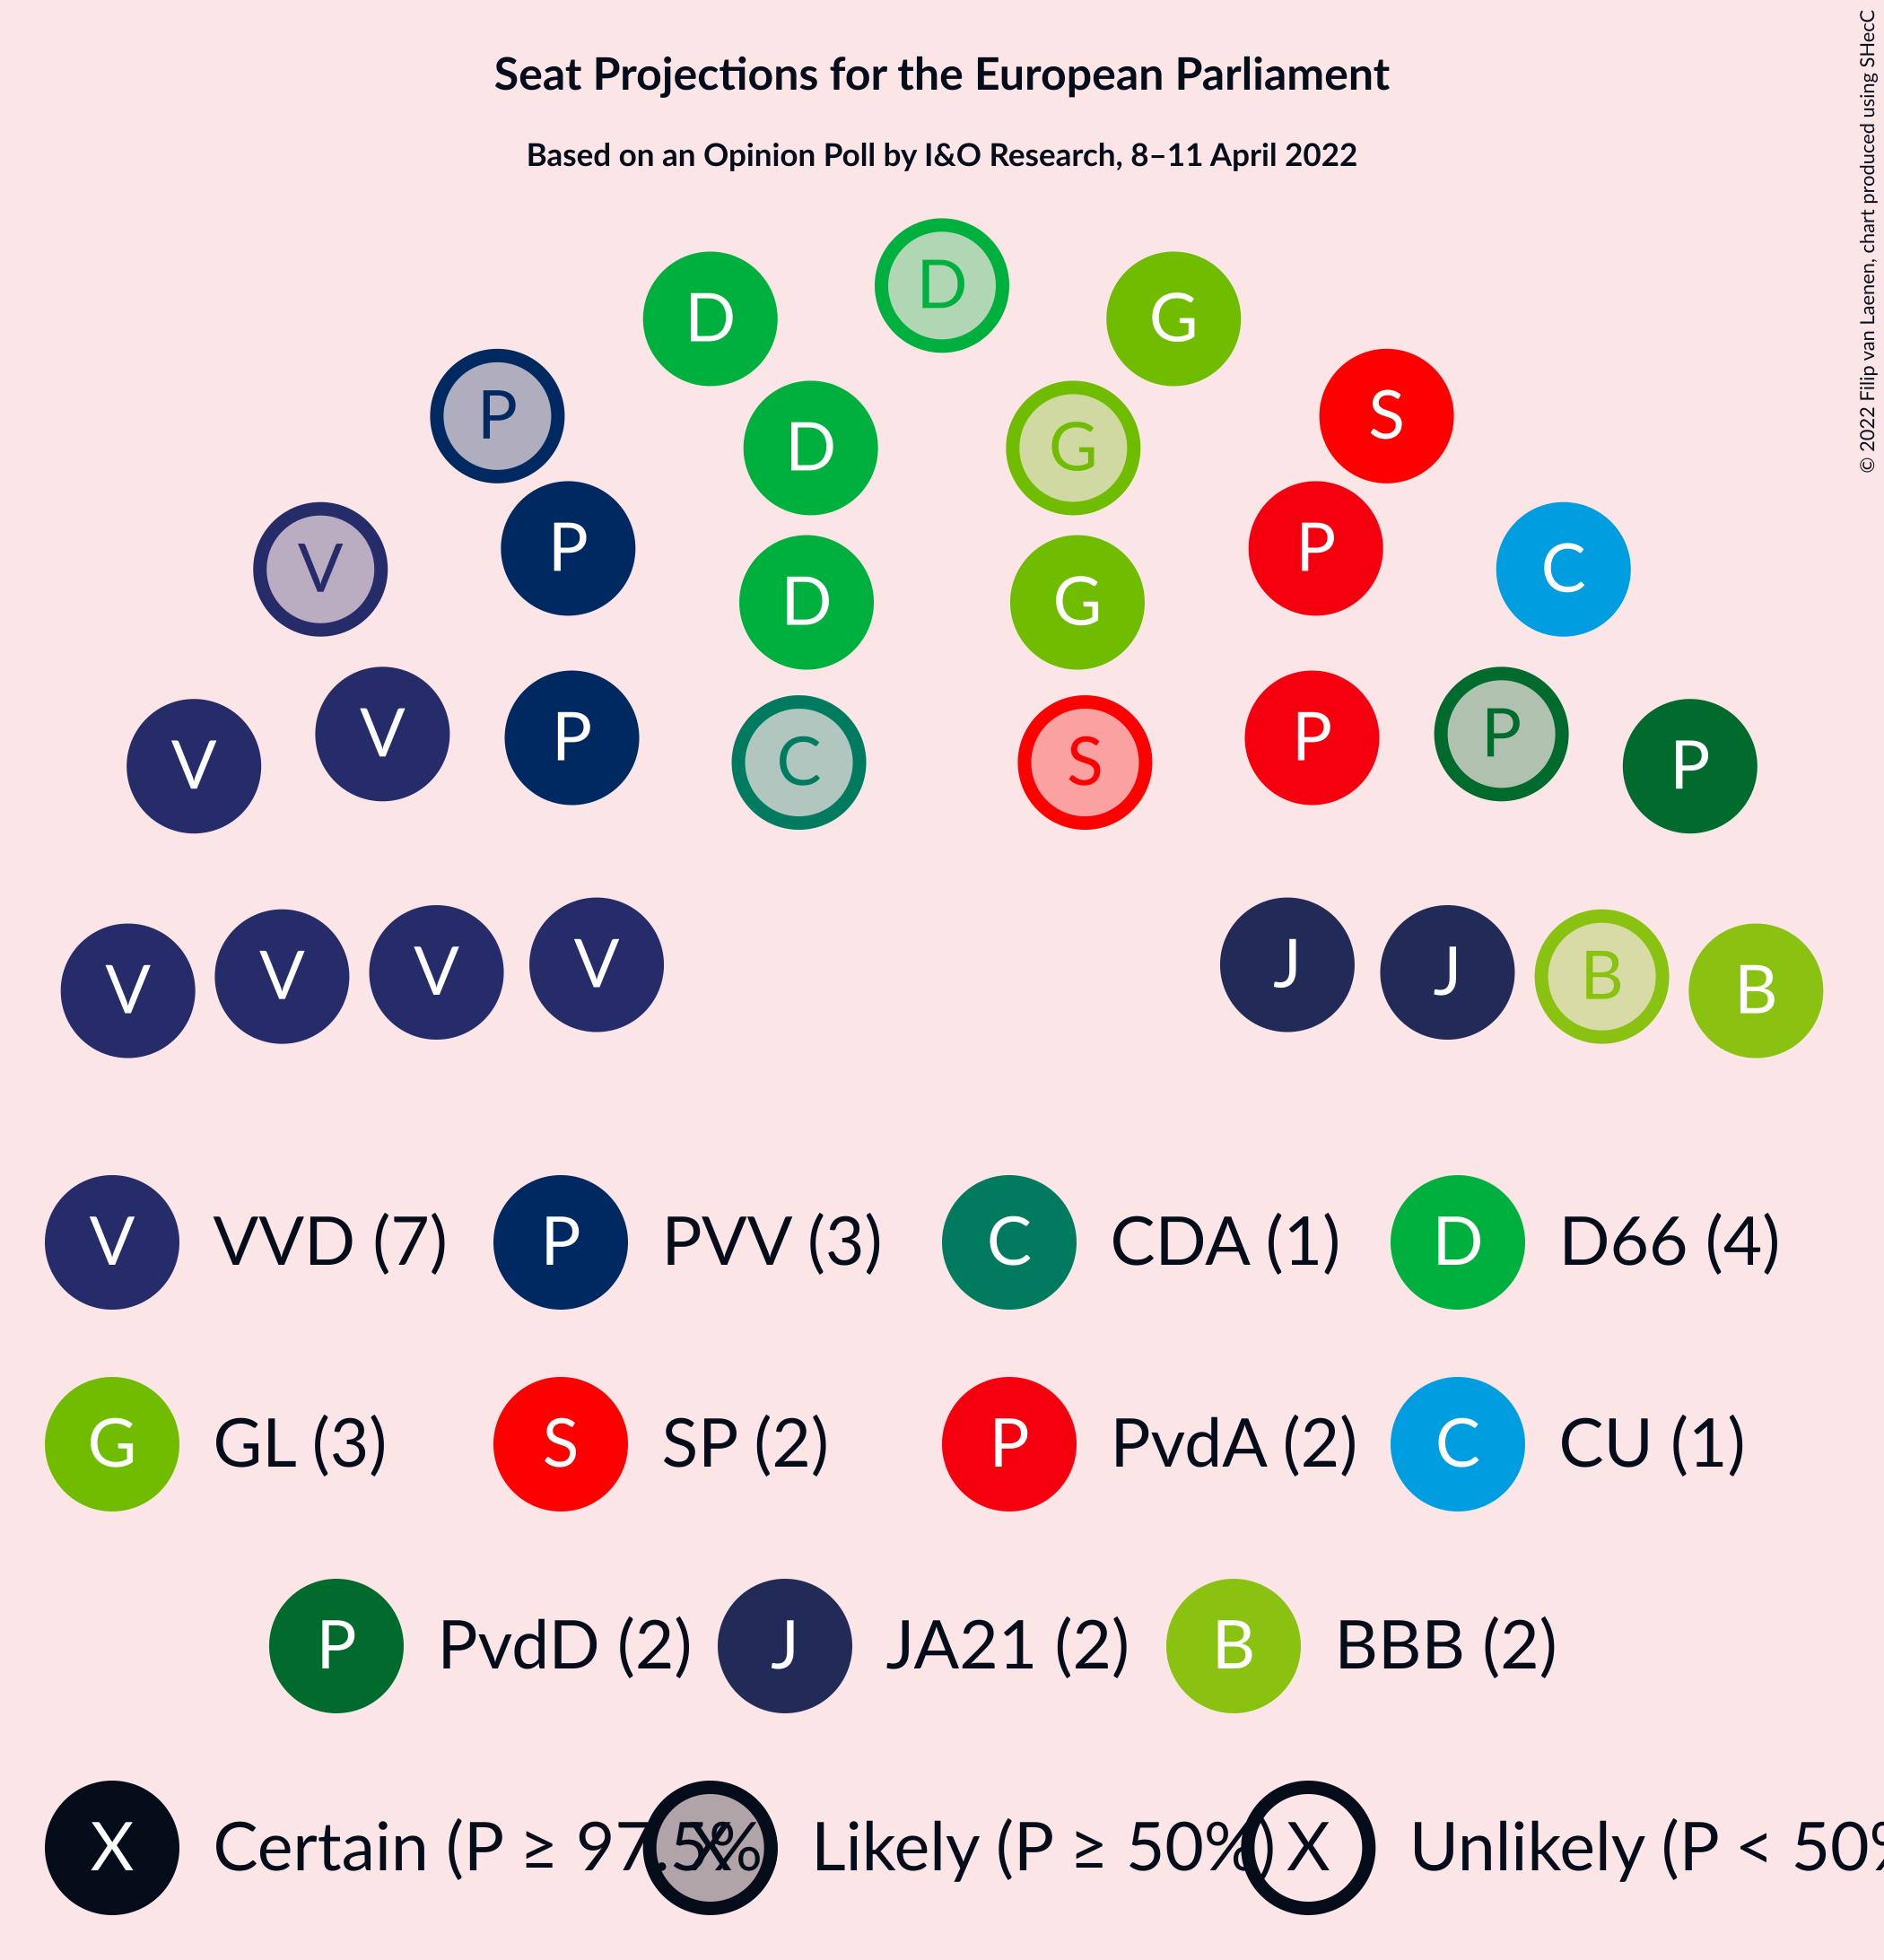 Seat Projections for the European Parliament
Based on an Opinion Poll by I&O Research, 8–11 April 2022
© 2022 Filip van Laenen, chart produced using SHecC
D
D G
P D G S
V P D G P C
V V P C S P P P
V V V V J J B B
V VVD (7) P PVV (3) C CDA (1) D D66 (4)
G GL (3) S SP (2) P PvdA (2) C CU (1)
P PvdD (2) J JA21 (2) B BBB (2)
X Certain (P ≥ 97.5% X Likely (P ≥ 50%) X Unlikely (P < 50%